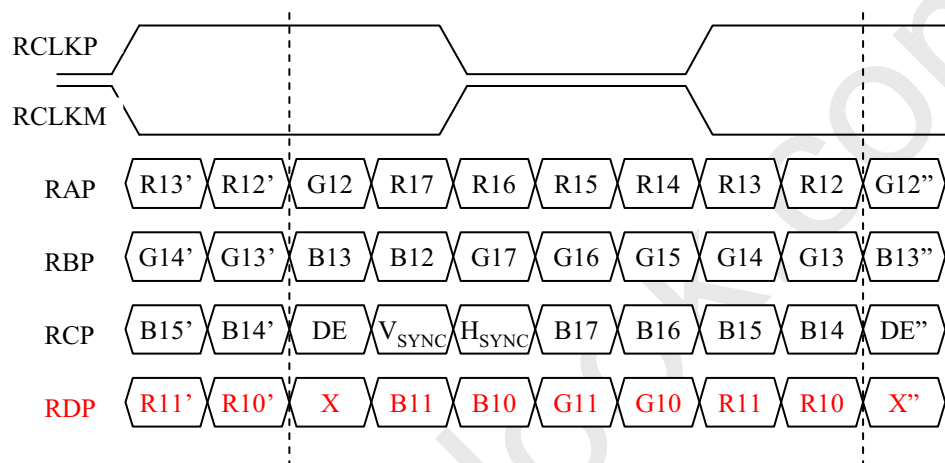 RCLKP
RCLKM
RAP R13’ R12’ G12 R17 R16 R15 R14 R13 R12 G12”
RBP G14’ G13’ B13 B12 G17 G16 G15 G14 G13 B13”
RCP B15’ B14’ DE VSYNC HSYNC B17 B16 B15 B14 DE”
RDP R11’ R10’ X B11 B10 G11 G10 R11 R10 X”